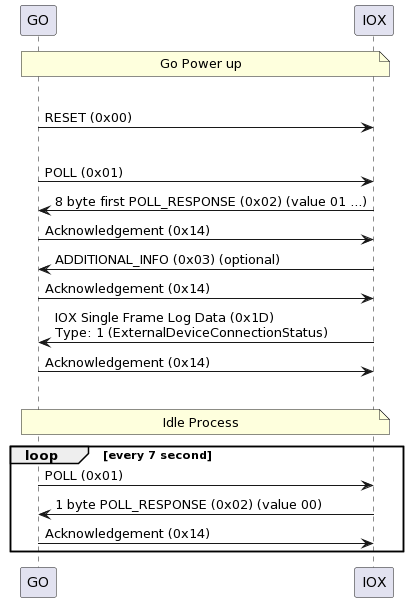 GO IOX
Go Power up
RESET (0x00)
POLL (0x01)
8 byte first POLL_RESPONSE (0x02) (value 01 ...)
Acknowledgement (0x14)
ADDITIONAL_INFO (0x03) (optional)
Acknowledgement (0x14)
IOX Single Frame Log Data (0x1D)
Type: 1 (ExternalDeviceConnectionStatus)
Acknowledgement (0x14)
Idle Process
loop [every 7 second]
POLL (0x01)
1 byte POLL_RESPONSE (0x02) (value 00)
Acknowledgement (0x14)
GO IOX